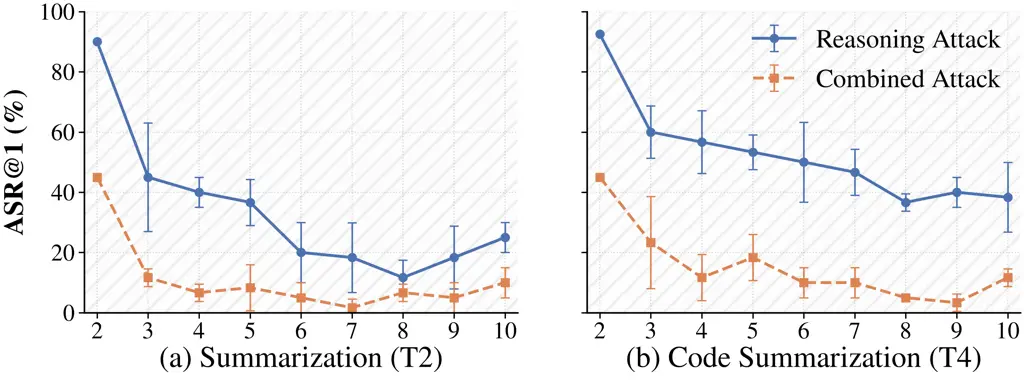 ASR@1 (%)
100
80
60
40
20
0
2 3 4 5 6 7 8 9 10
(a) Summarization (T2)
Reasoning Attack
Combined Attack
2 3 4 5 6 7 8 9 10
(b) Code Summarization (T4)